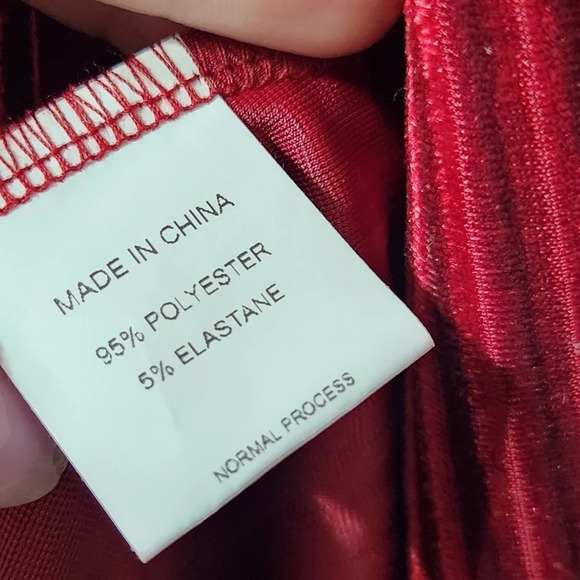 MADE IN CHINA
95% POLYESTER
5% ELASTANE
NORMAL PROCESS